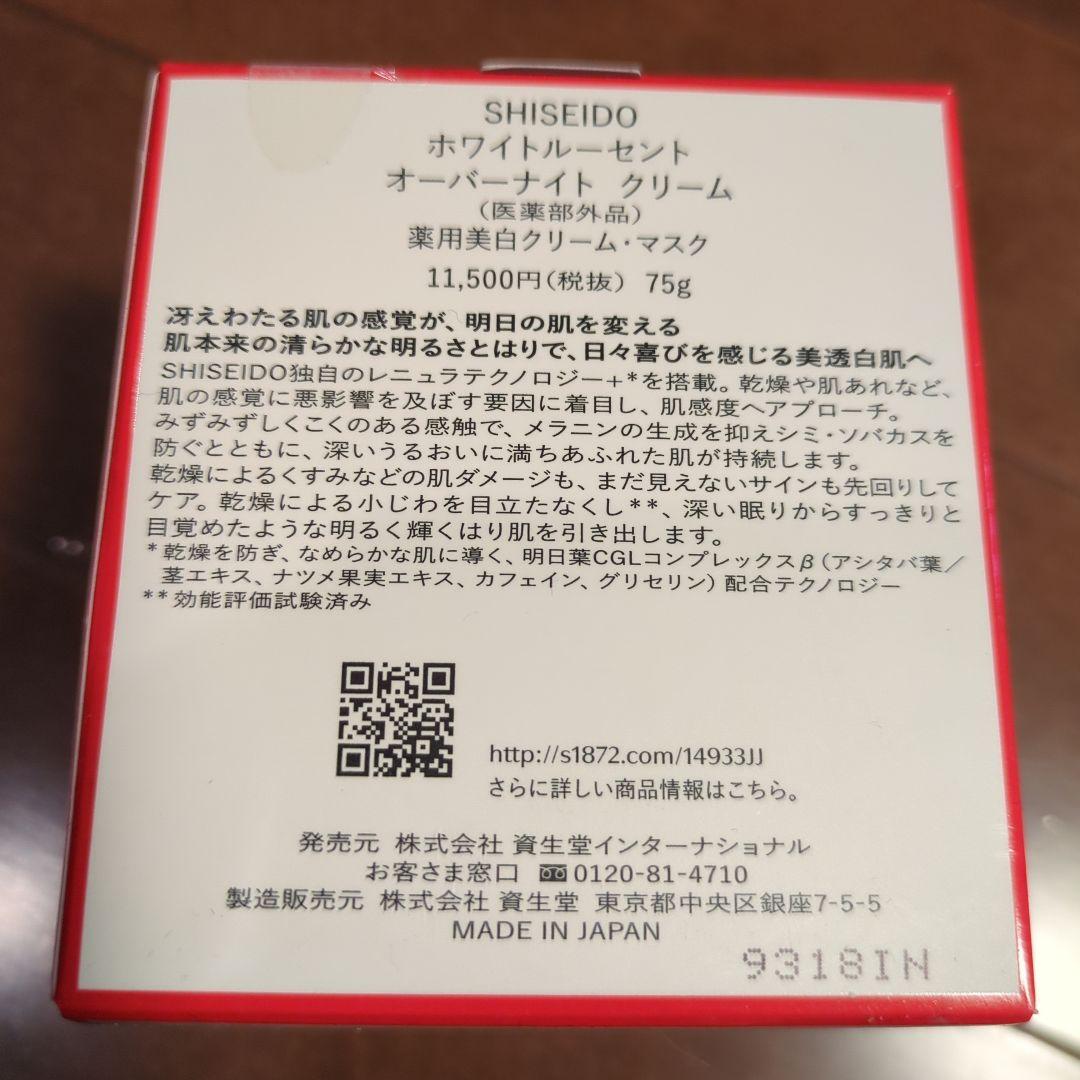 SHISEIDO
ホワイトルーセント
オーバーナイト クリーム
（医薬部外品）
薬用美白クリーム・マスク
11,500円（税抜） 75g
冴えわたる肌の感覚が、明日の肌を変える
肌本来の清らかな明るさとはりで、日々喜びを感じる美透白肌へ
SHISEIDO独自のレニュラテクノロジー+*を搭載。乾燥や肌あれなど、
肌の感覚に悪影響を及ぼす要因に着目し、肌感度へアプローチ。
みずみずしくこくのある感触で、メラニンの生成を抑えシミ・ソバカスを
防ぐとともに、深いうるおいに満ちあふれた肌が持続します。
乾燥によるくすみなどの肌ダメージも、まだ見えないサインも先回りして
ケア。乾燥による小じわを目立たなくし**、深い眠りからすっきりと
目覚めたような明るく輝くはり肌を引き出します。
*乾燥を防ぎ、なめらかな肌に導く、明日葉CGLコンプレックスβ（アシタバ葉／
茎エキス、ナツメ果実エキス、カフェイン、グリセリン）配合テクノロジー
**効能評価試験済み
http://s1872.com/14933JJ
さらに詳しい商品情報はこちら。
発売元 株式会社 資生堂インターナショナル
お客さま窓口 0120-81-4710
製造販売元 株式会社 資生堂 東京都中央区銀座7-5-5
MADE IN JAPAN
9318IN